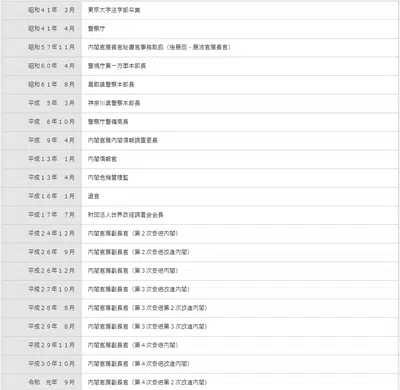 昭和41年 3月 東京大学法学部卒業
昭和41年 4月 警察庁
昭和57年11月 内閣官房長官秘書官事務取扱（後藤田・藤波官房長官）
昭和60年 4月 警視庁第一方面本部長
昭和61年 8月 鳥取県警察本部長
平成 5年 3月 神奈川県警察本部長
平成 6年10月 警察庁警備局長
平成 9年 4月 内閣官房内閣情報調査室長
平成13年 1月 内閣情報官
平成13年 4月 内閣危機管理監
平成16年 1月 退官
平成17年 7月 財団法人世界政経調査会会長
平成24年12月 内閣官房副長官（第２次安倍内閣）
平成26年 9月 内閣官房副長官（第２次安倍改造内閣）
平成26年12月 内閣官房副長官（第３次安倍内閣）
平成27年10月 内閣官房副長官（第３次安倍改造内閣）
平成28年 8月 内閣官房副長官（第３次安倍第２次改造内閣）
平成29年 8月 内閣官房副長官（第３次安倍第３次改造内閣）
平成29年11月 内閣官房副長官（第４次安倍内閣）
平成30年10月 内閣官房副長官（第４次安倍改造内閣）
令和 元年 9月 内閣官房副長官（第４次安倍第２次改造内閣）